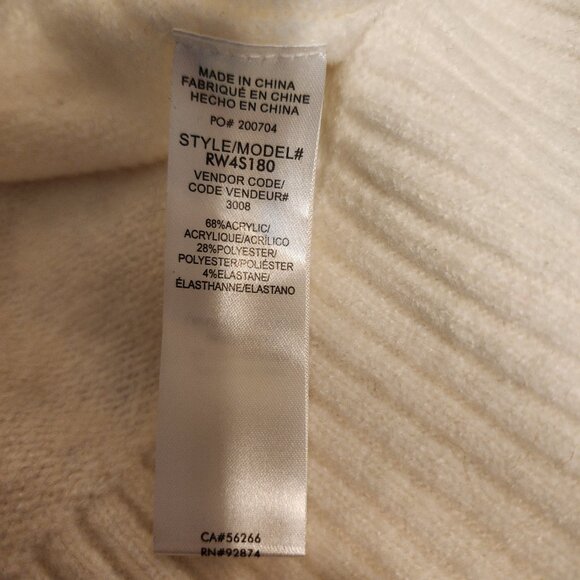 MADE IN CHINA
FABRIQUÉ EN CHINE
HECHO EN CHINA
PO# 200704
STYLE/MODEL#
RW4S180
VENDOR CODE/
CODE VENDEUR#
3008
68%ACRYLIC/
ACRYLIQUE/ACRÍLICO
28%POLYESTER/
POLYESTER/POLIÉSTER
4%ELASTANE/
ÉLASTHANNE/ELASTANO
CA#56266
RN#92874